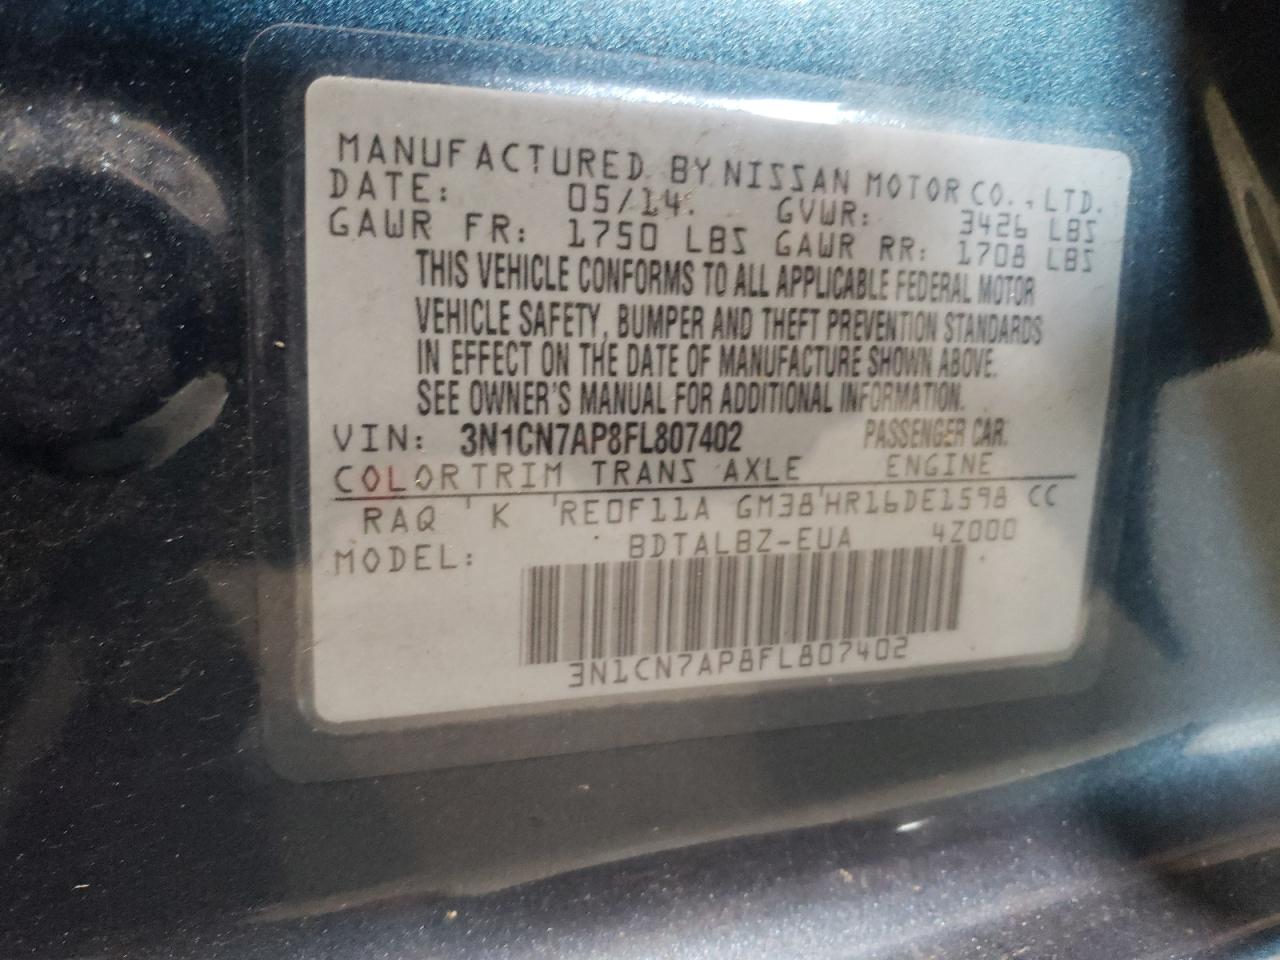 MANUFACTURED BY NISSAN MOTOR CO., LTD.
DATE: 05/14. GVWR: 3426 LBS
GAWR FR: 1750 LBS GAWR RR: 1708 LBS
THIS VEHICLE CONFORMS TO ALL APPLICABLE FEDERAL MOTOR
VEHICLE SAFETY, BUMPER AND THEFT PREVENTION STANDARDS
IN EFFECT ON THE DATE OF MANUFACTURE SHOWN ABOVE.
SEE OWNER'S MANUAL FOR ADDITIONAL INFORMATION.
VIN: 3N1CN7AP8FL807402 PASSENGER CAR.
COLORTRIM TRANS AXLE ENGINE
RAQ ' K ' RE0F11A GM38'HR16DE1598 CC
MODEL: BDTALBZ-EUA 4Z000
3N1CN7AP8FL807402